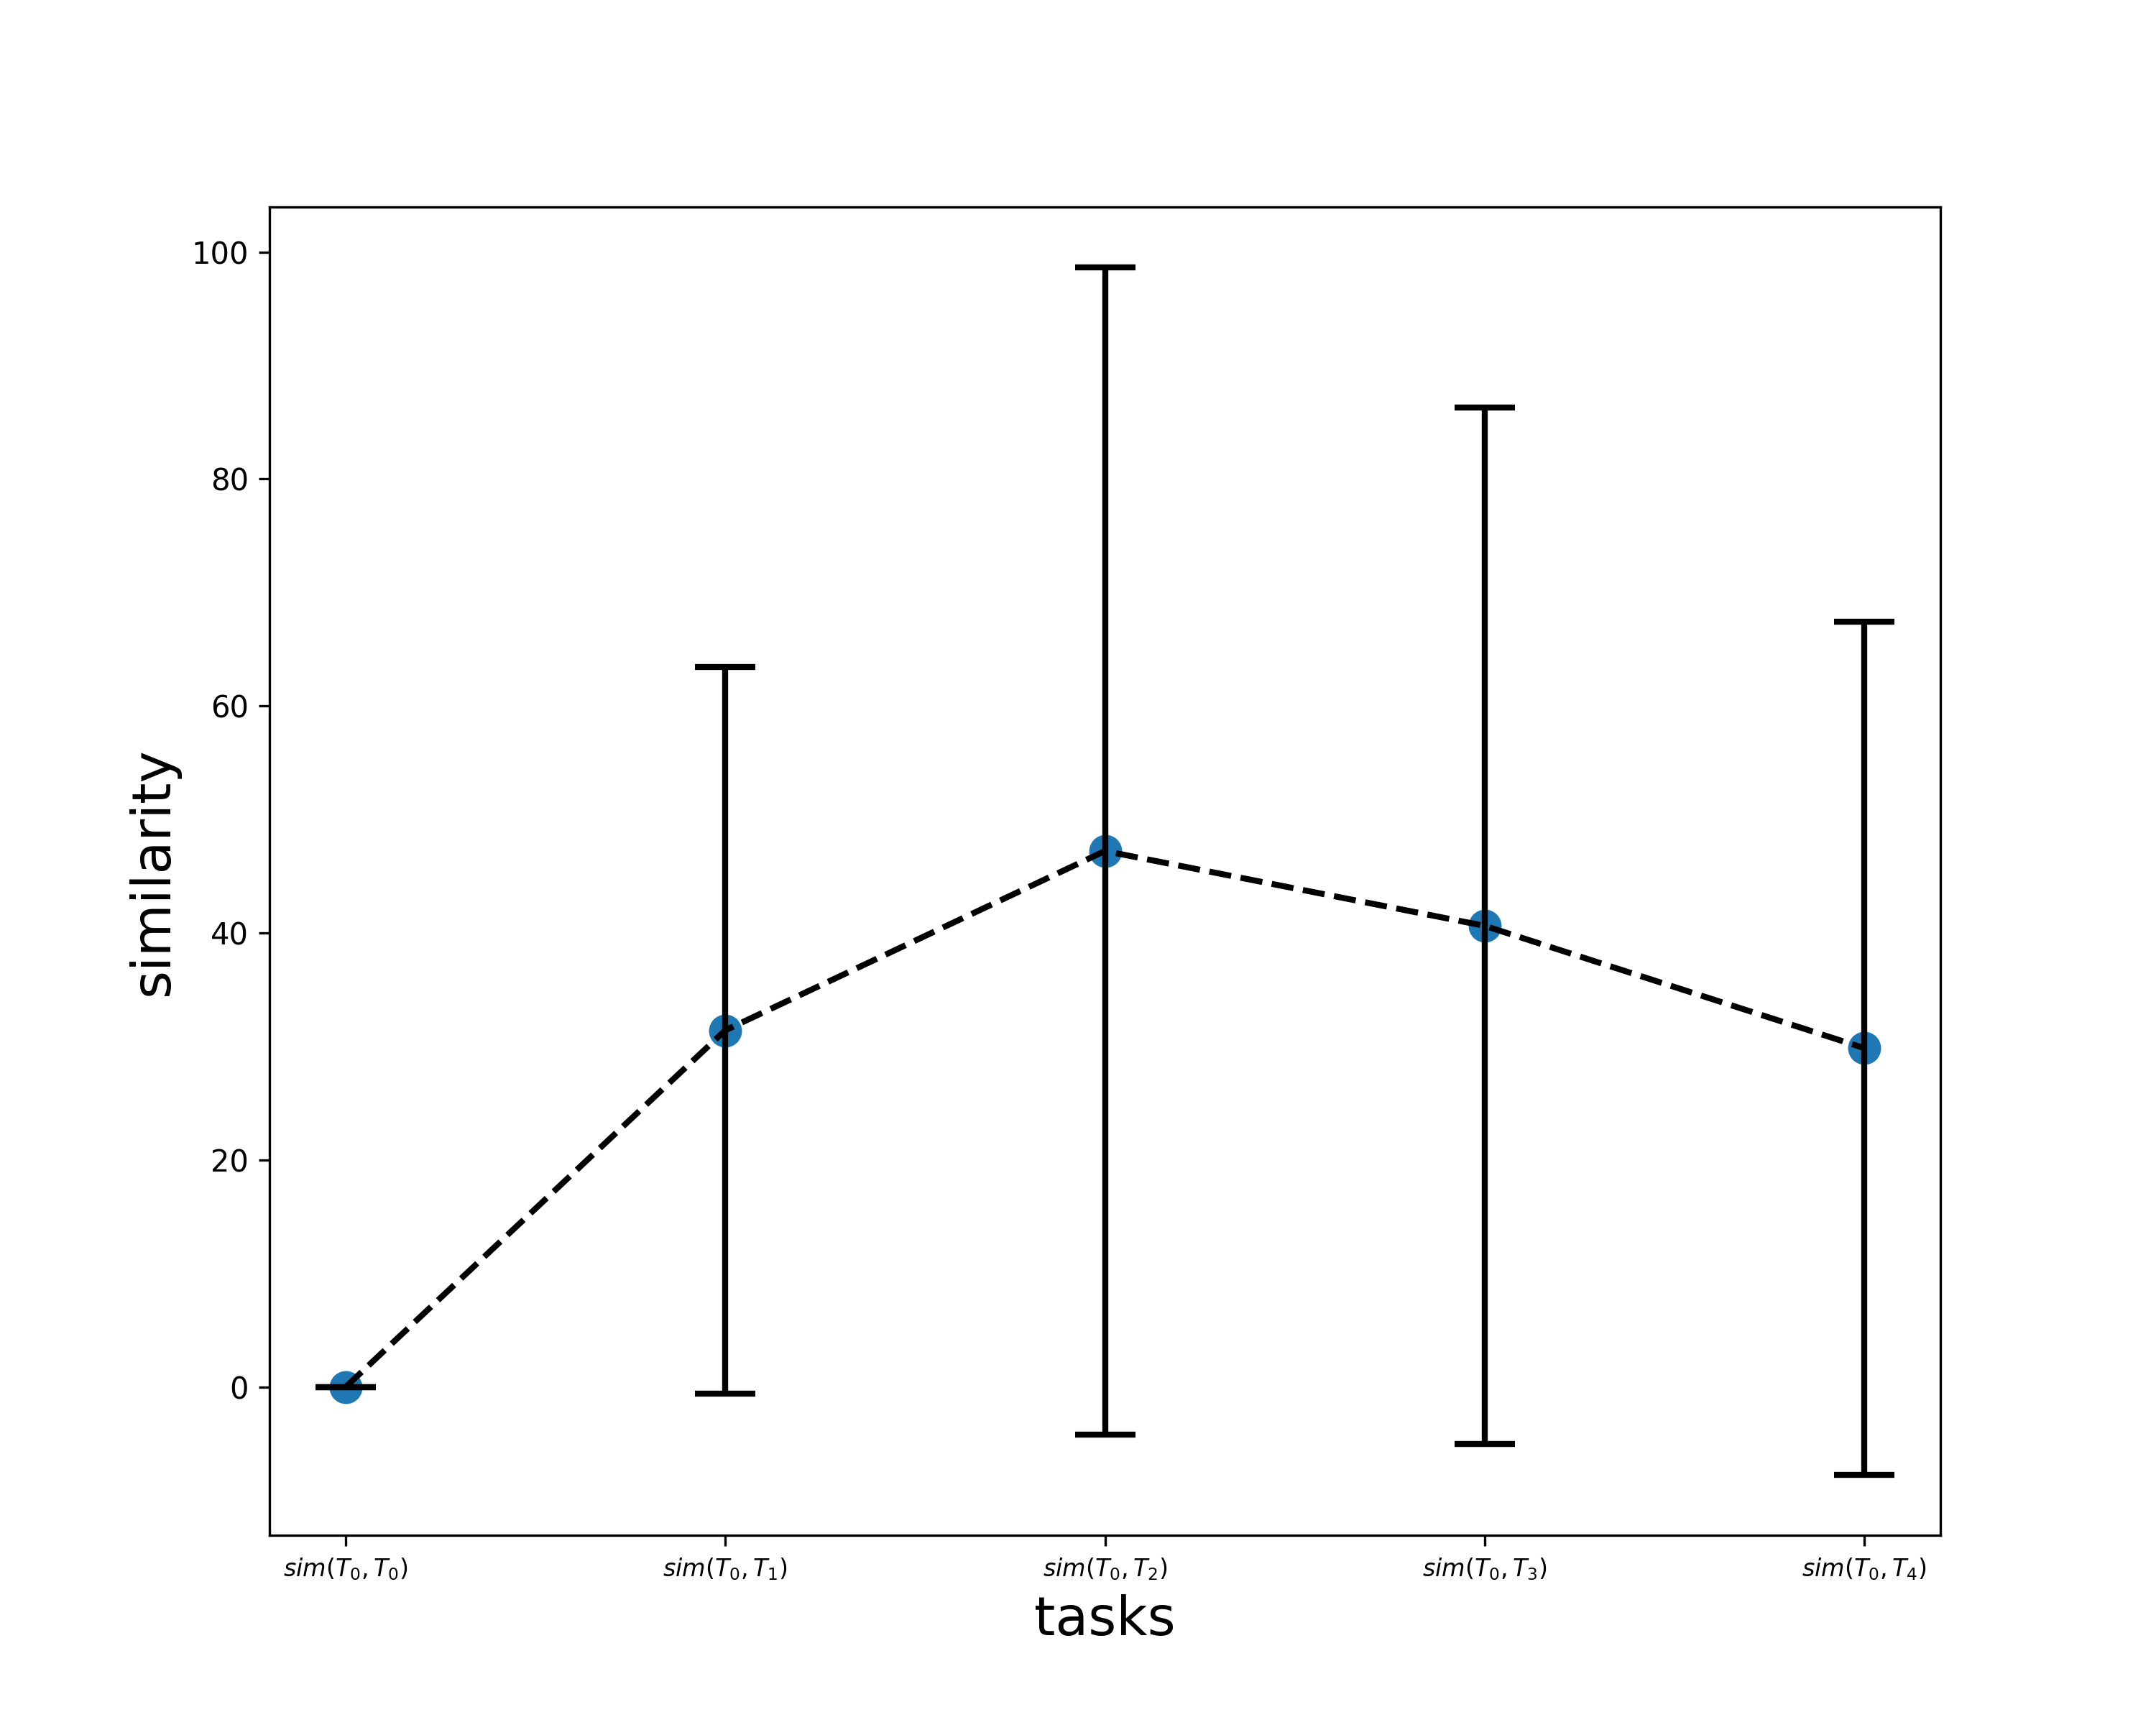 100
80
60
40
20
0
similarity
sim(T₀, T₀) sim(T₀, T₁) sim(T₀, T₂) sim(T₀, T₃) sim(T₀, T₄)
tasks